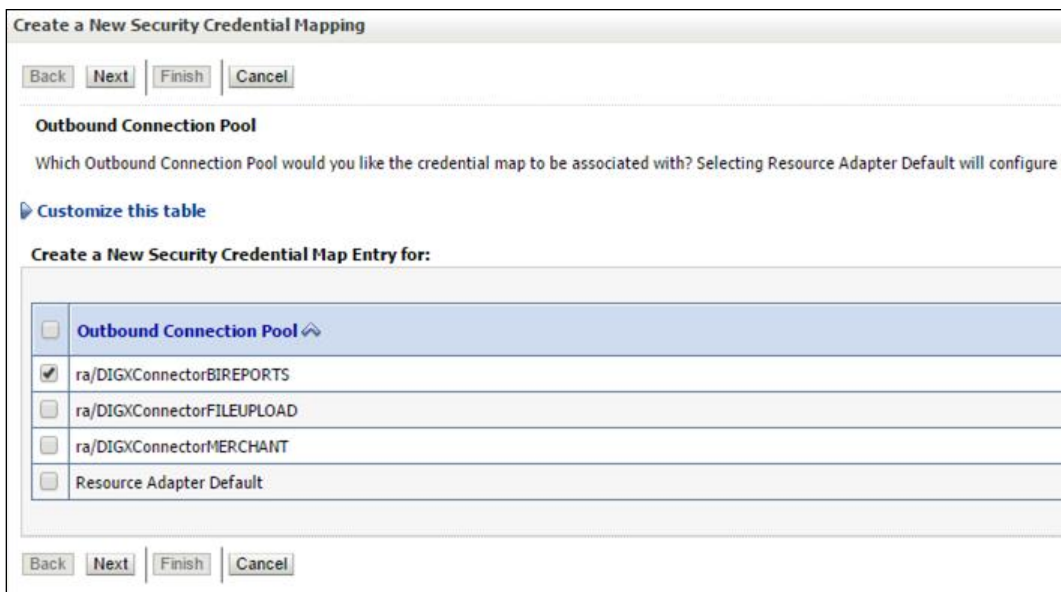 Create a New Security Credential Mapping
Back Next Finish Cancel
Outbound Connection Pool
Which Outbound Connection Pool would you like the credential map to be associated with? Selecting Resource Adapter Default will configure
Customize this table
Create a New Security Credential Map Entry for:
Outbound Connection Pool
ra/DIGXConnectorBIREPORTS
ra/DIGXConnectorFILEUPLOAD
ra/DIGXConnectorMERCHANT
Resource Adapter Default
Back Next Finish Cancel